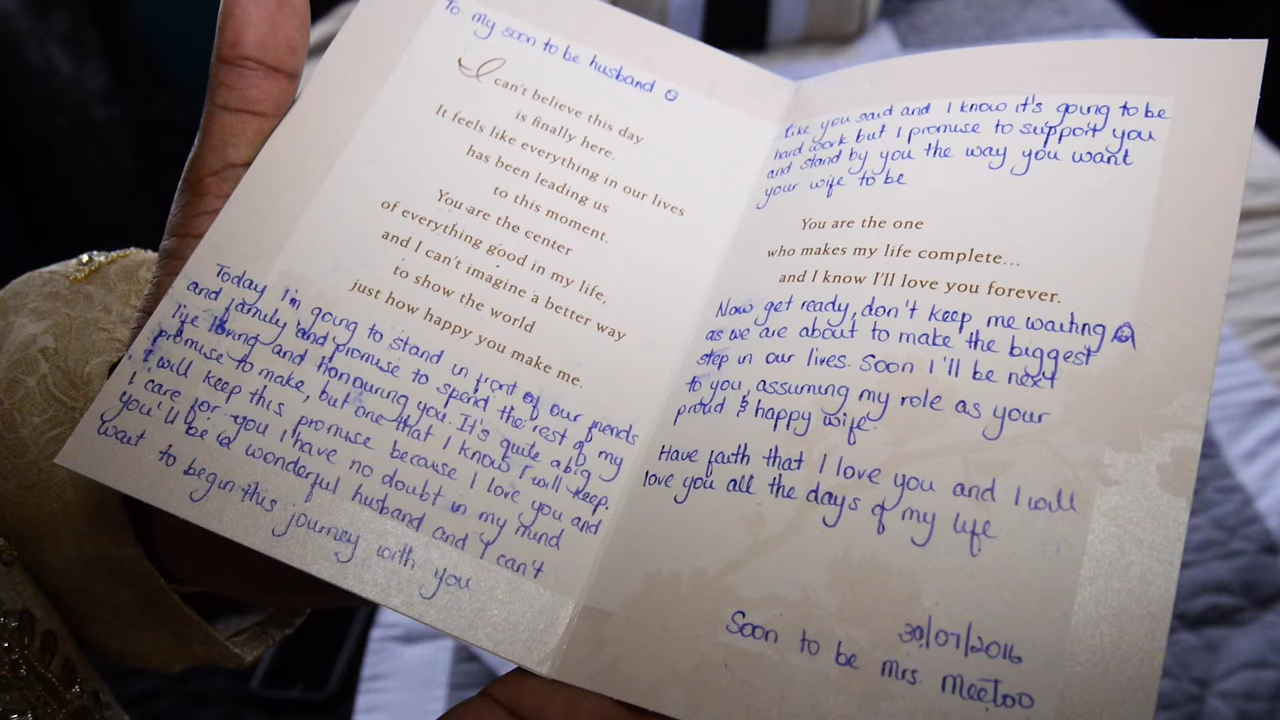 To my soon to be husband ☺
I can't believe this day
is finally here.
It feels like everything in our lives
has been leading us
to this moment.
You are the center
of everything good in my life,
and I can't imagine a better way
to show the world
just how happy you make me.
Today I'm going to stand in front of our friends
and family and promise to spend the rest of my
life loving and honouring you. It's quite a big
promise to make, but one that I know I will keep.
I will keep this promise because I love you and
I care for you I have no doubt in my mind
you'll be a wonderful husband and I can't
want to begin this journey with you
like you said and I know it's going to be
hard work but I promise to support you
and stand by you the way you want
your wife to be
You are the one
who makes my life complete...
and I know I'll love you forever.
Now get ready, don't keep me waiting ☺
as we are about to make the biggest
step in our lives. Soon I'll be next
to you, assuming my role as your
proud & happy wife.
Have faith that I love you and I will
love you all the days of my life
30/07/2016
Soon to be Mrs. Meetoo